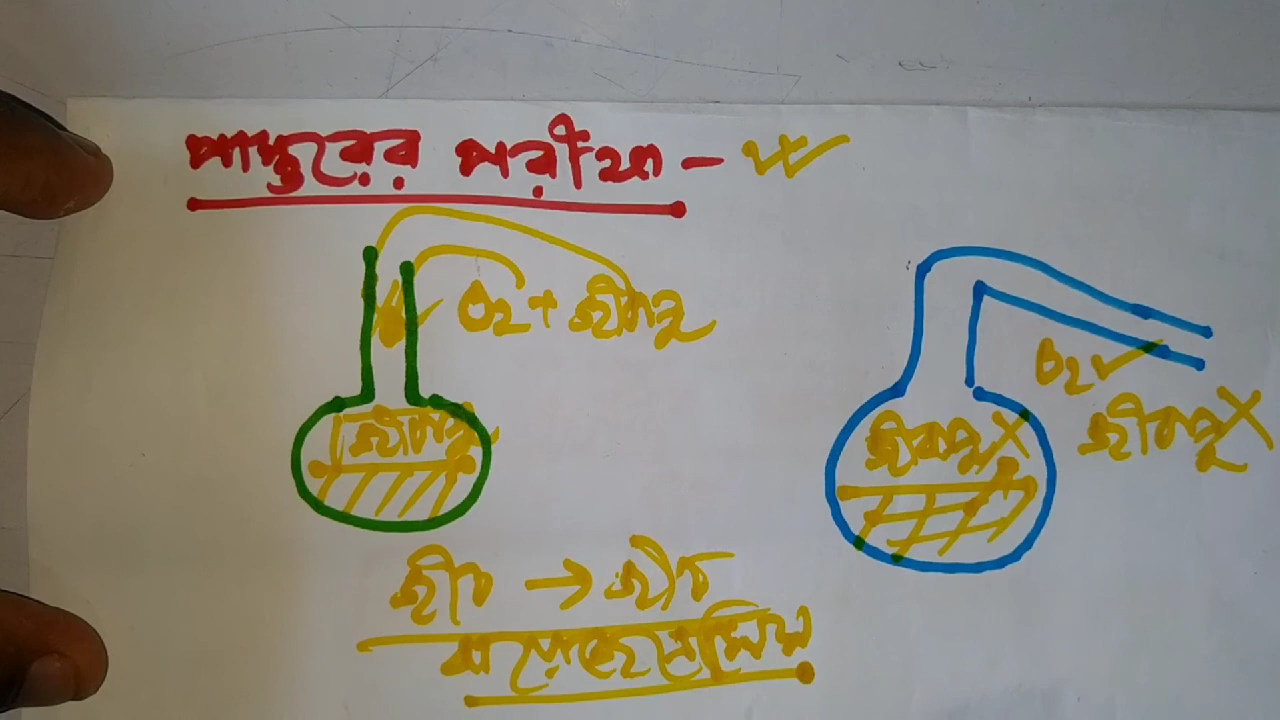 পাস্তুরের পরীক্ষা -
O2 + জীবানু
জীবানু
O2 ✓
জীবানু X
জীবানু X
জীব → জীব
বায়োজেনেসিস